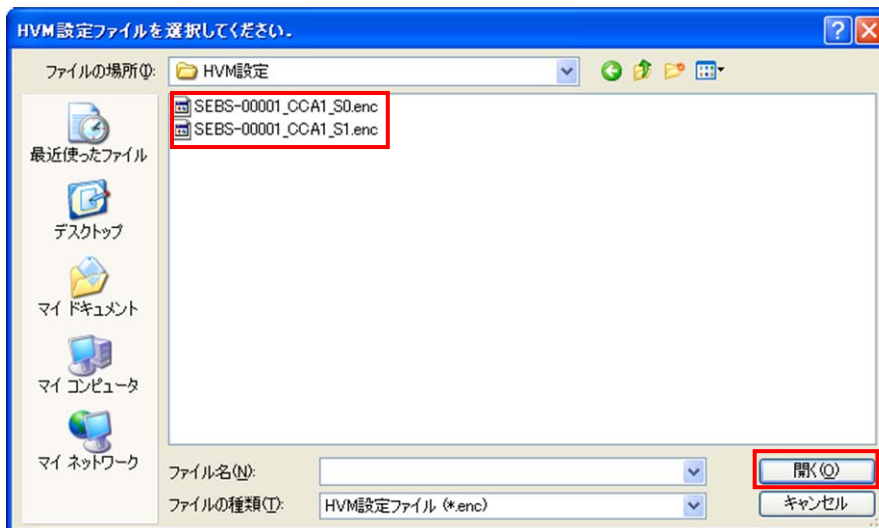 HVM設定ファイルを選択してください.
ファイルの場所(I):
HVM設定
SEBS-00001_CCA1_S0.enc
SEBS-00001_CCA1_S1.enc
最近使ったファイル
デスクトップ
マイ ドキュメント
マイ コンピュータ
マイ ネットワーク
ファイル名(N):
開く(O)
ファイルの種類(T):
HVM設定ファイル (*.enc)
キャンセル